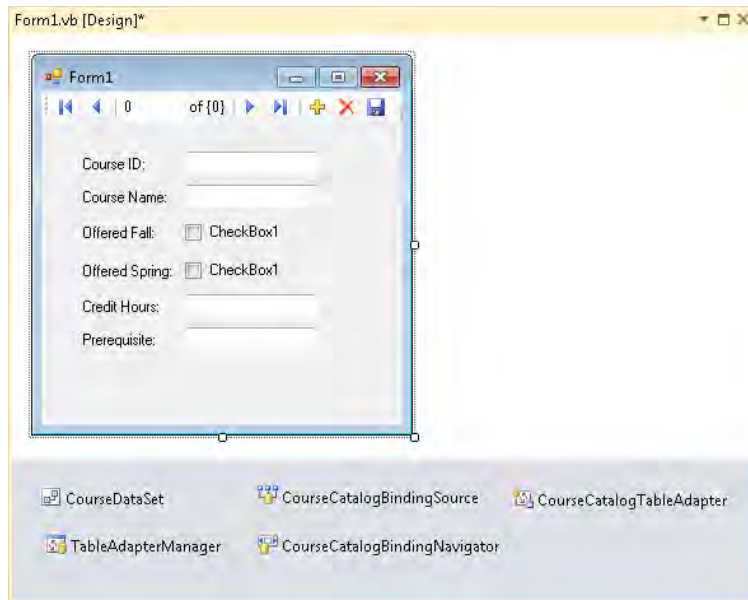 Form1.vb [Design]*
Form1
0 of {0}
Course ID:
Course Name:
Offered Fall: CheckBox1
Offered Spring: CheckBox1
Credit Hours:
Prerequisite:
CourseDataSet CourseCatalogBindingSource CourseCatalogTableAdapter
TableAdapterManager CourseCatalogBindingNavigator